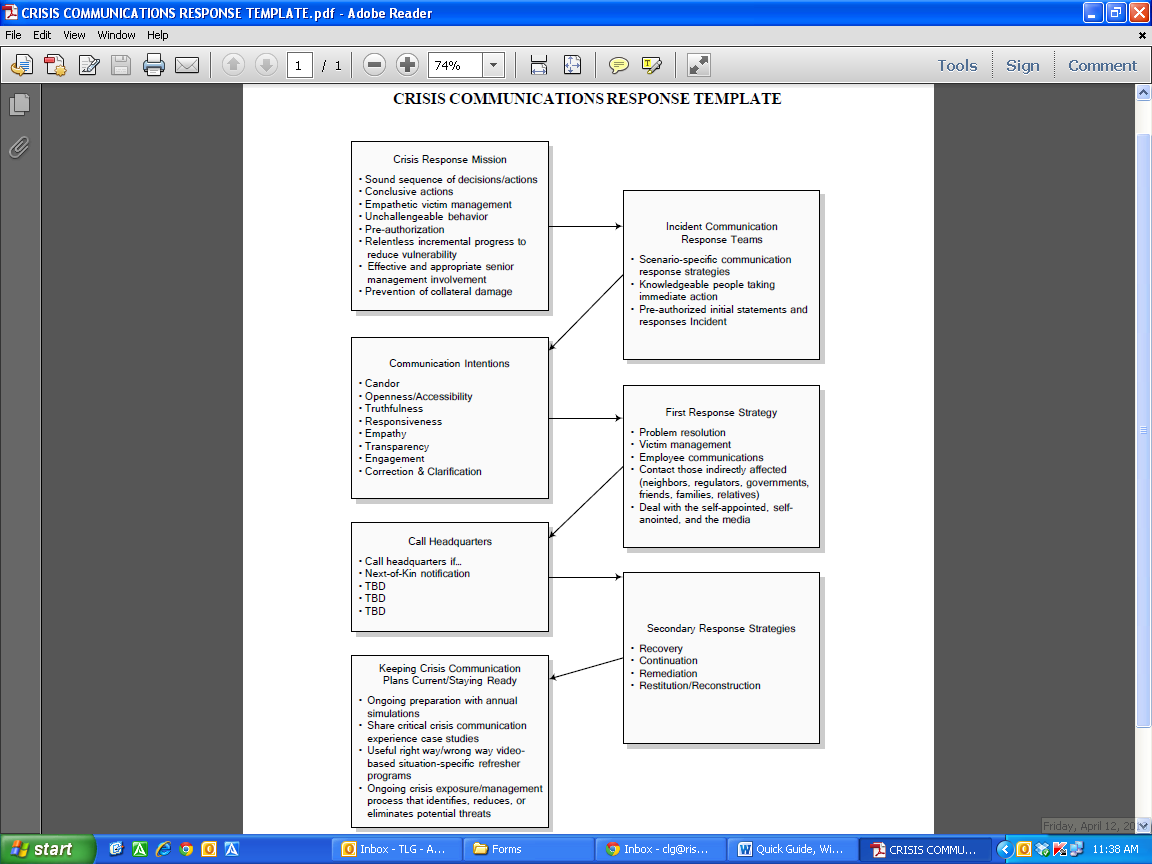 CRISIS COMMUNICATIONS RESPONSE TEMPLATE.pdf - Adobe Reader
File Edit View Window Help
1 / 1 74% Tools Sign Comment
CRISIS COMMUNICATIONS RESPONSE TEMPLATE
Crisis Response Mission
• Sound sequence of decisions/actions
• Conclusive actions
• Empathetic victim management
• Unchallengeable behavior
• Pre-authorization
• Relentless incremental progress to
reduce vulnerability
• Effective and appropriate senior
management involvement
• Prevention of collateral damage
Incident Communication
Response Teams
• Scenario-specific communication
response strategies
• Knowledgeable people taking
immediate action
• Pre-authorized initial statements and
responses Incident
Communication Intentions
• Candor
• Openness/Accessibility
• Truthfulness
• Responsiveness
• Empathy
• Transparency
• Engagement
• Correction & Clarification
First Response Strategy
• Problem resolution
• Victim management
• Employee communications
• Contact those indirectly affected
(neighbors, regulators, governments,
friends, families, relatives)
• Deal with the self-appointed, self-
anointed, and the media
Call Headquarters
• Call headquarters if...
• Next-of-Kin notification
• TBD
• TBD
• TBD
Secondary Response Strategies
• Recovery
• Continuation
• Remediation
• Restitution/Reconstruction
Keeping Crisis Communication
Plans Current/Staying Ready
• Ongoing preparation with annual
simulations
• Share critical crisis communication
experience case studies
• Useful right way/wrong way video-
based situation-specific refresher
programs
• Ongoing crisis exposure/management
process that identifies, reduces, or
eliminates potential threats
Friday, April 12,
start Inbox - TLG - A... Forms Inbox - clg@ris... Quick Guide, Wi... CRISIS COMMU... 11:38 AM